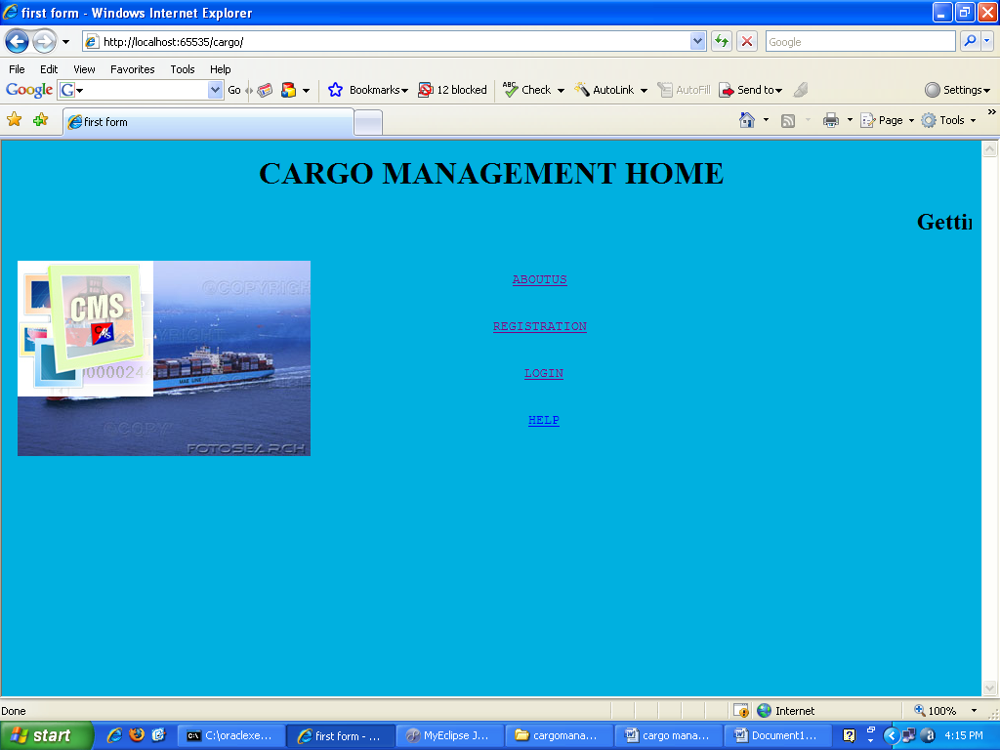 first form - Windows Internet Explorer
http://localhost:65535/cargo/
Google
File Edit View Favorites Tools Help
Google G Go Bookmarks 12 blocked ABC Check AutoLink AutoFill Send to Settings
first form
Page Tools
CARGO MANAGEMENT HOME
Gettin
©COPYRIGH
CMS
ABOUTUS
REGISTRATION
LOGIN
HELP
©COPY
FOTOSEARCH
Done Internet 100%
start C:\oraclexe... first form - ... MyEclipse J... cargomana... cargo mana... Document1... 4:15 PM